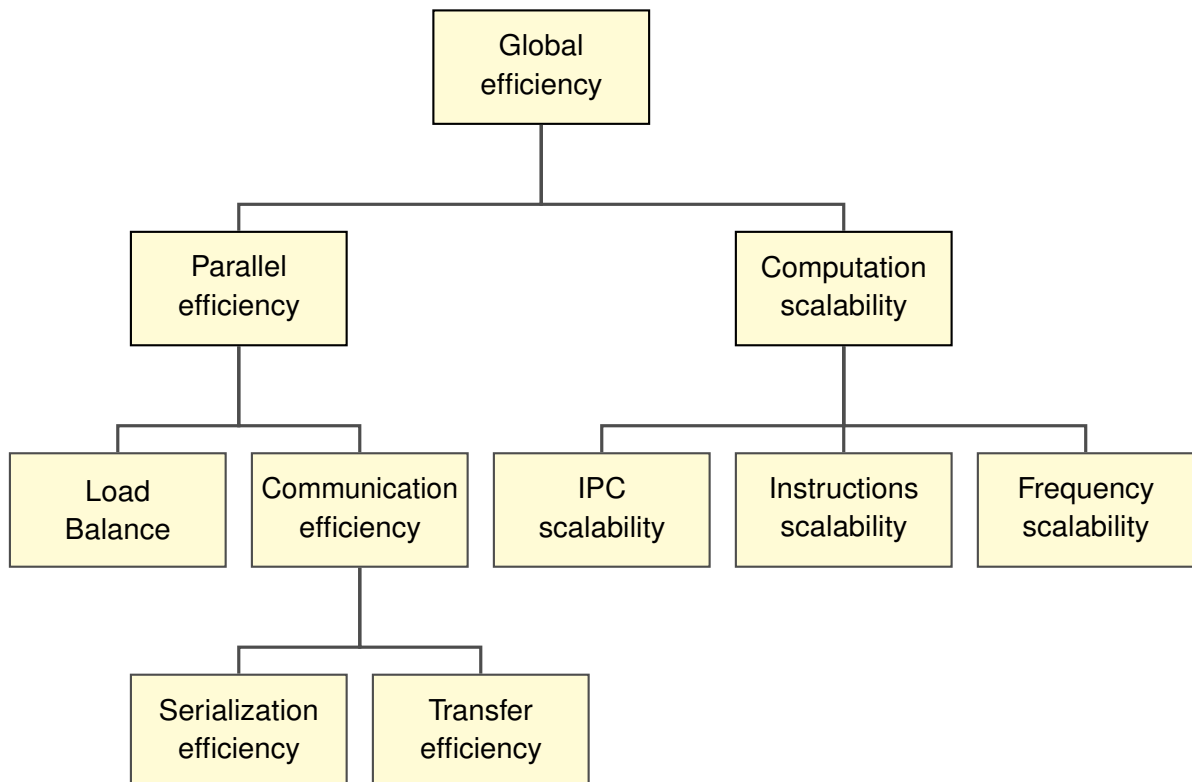 Global
efficiency
Parallel
efficiency
Computation
scalability
Load
Balance
Communication
efficiency
IPC
scalability
Instructions
scalability
Frequency
scalability
Serialization
efficiency
Transfer
efficiency